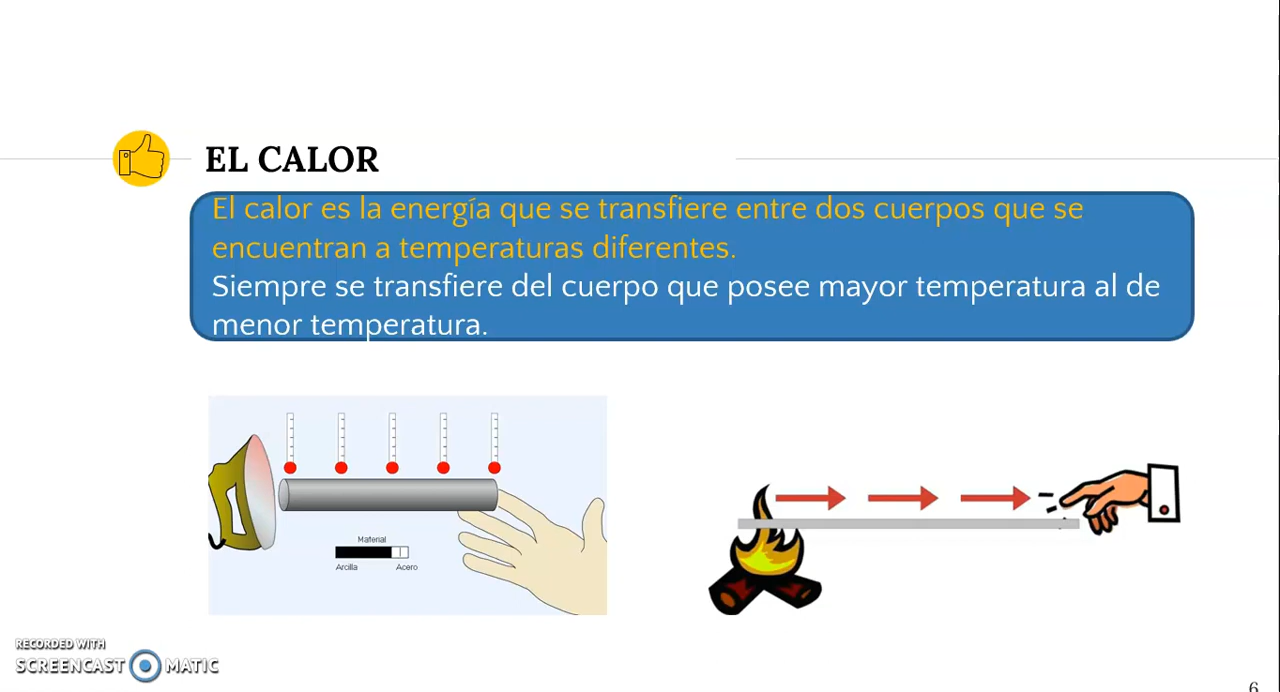 EL CALOR
El calor es la energía que se transfiere entre dos cuerpos que se
encuentran a temperaturas diferentes.
Siempre se transfiere del cuerpo que posee mayor temperatura al de
menor temperatura.
Material
Arcilla Acero
RECORDED WITH
SCREENCAST MATIC
6